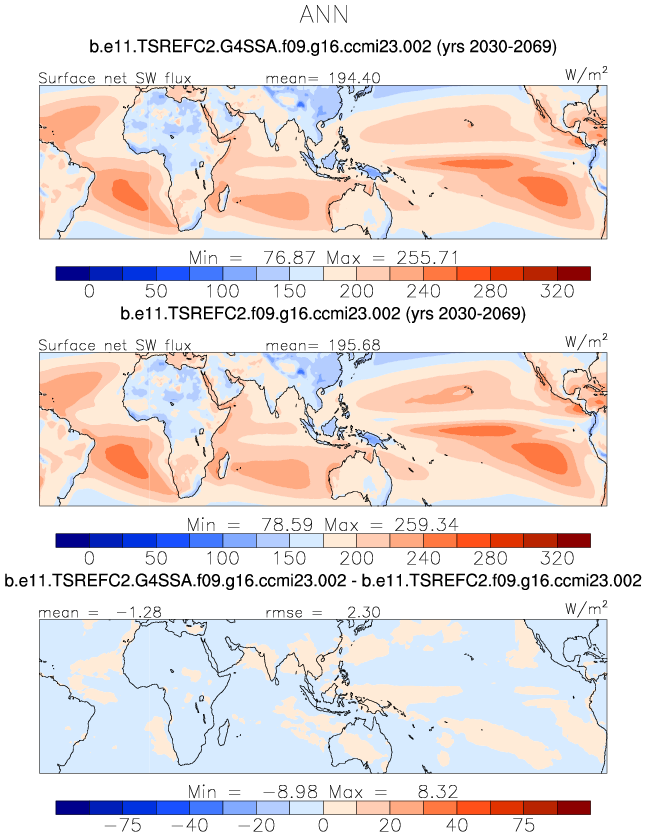 ANN
b.e11.TSREFC2.G4SSA.f09.g16.ccmi23.002 (yrs 2030-2069)
Surface net SW flux mean= 194.40 W/m²
Min = 76.87 Max = 255.71
0 50 100 150 200 240 280 320
b.e11.TSREFC2.f09.g16.ccmi23.002 (yrs 2030-2069)
Surface net SW flux mean= 195.68 W/m²
Min = 78.59 Max = 259.34
0 50 100 150 200 240 280 320
b.e11.TSREFC2.G4SSA.f09.g16.ccmi23.002 - b.e11.TSREFC2.f09.g16.ccmi23.002
mean = −1.28 rmse = 2.30 W/m²
Min = −8.98 Max = 8.32
−75 −40 −20 0 20 40 75